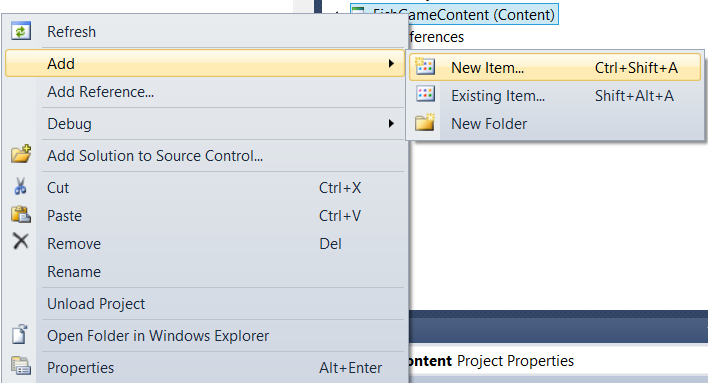 FishGameContent (Content)
Refresh
ferences
Add
New Item... Ctrl+Shift+A
Add Reference...
Existing Item... Shift+Alt+A
Debug
New Folder
Add Solution to Source Control...
Cut Ctrl+X
Paste Ctrl+V
Remove Del
Rename
Unload Project
Open Folder in Windows Explorer
ontent Project Properties
Properties Alt+Enter